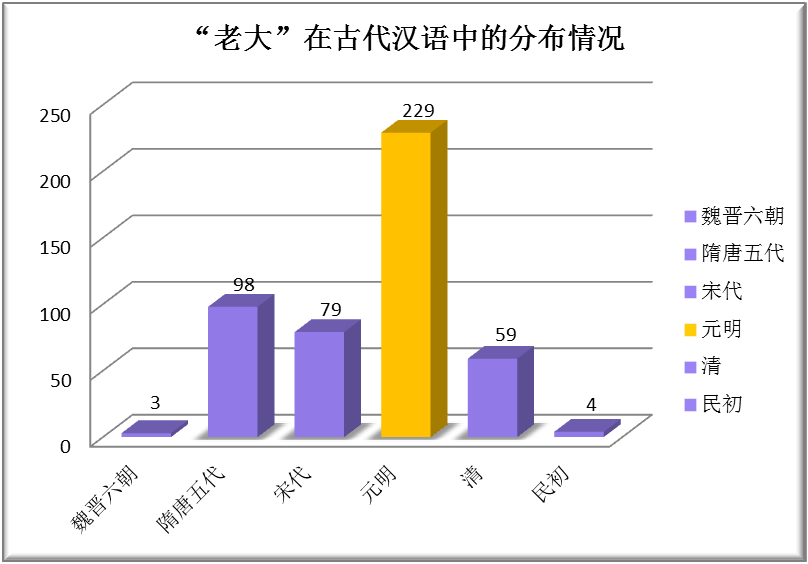 “老大”在古代汉语中的分布情况
250
200
150
100
50
0
3
98
79
229
59
4
魏晋六朝
隋唐五代
宋代
元明
清
民初
魏晋六朝
隋唐五代
宋代
元明
清
民初